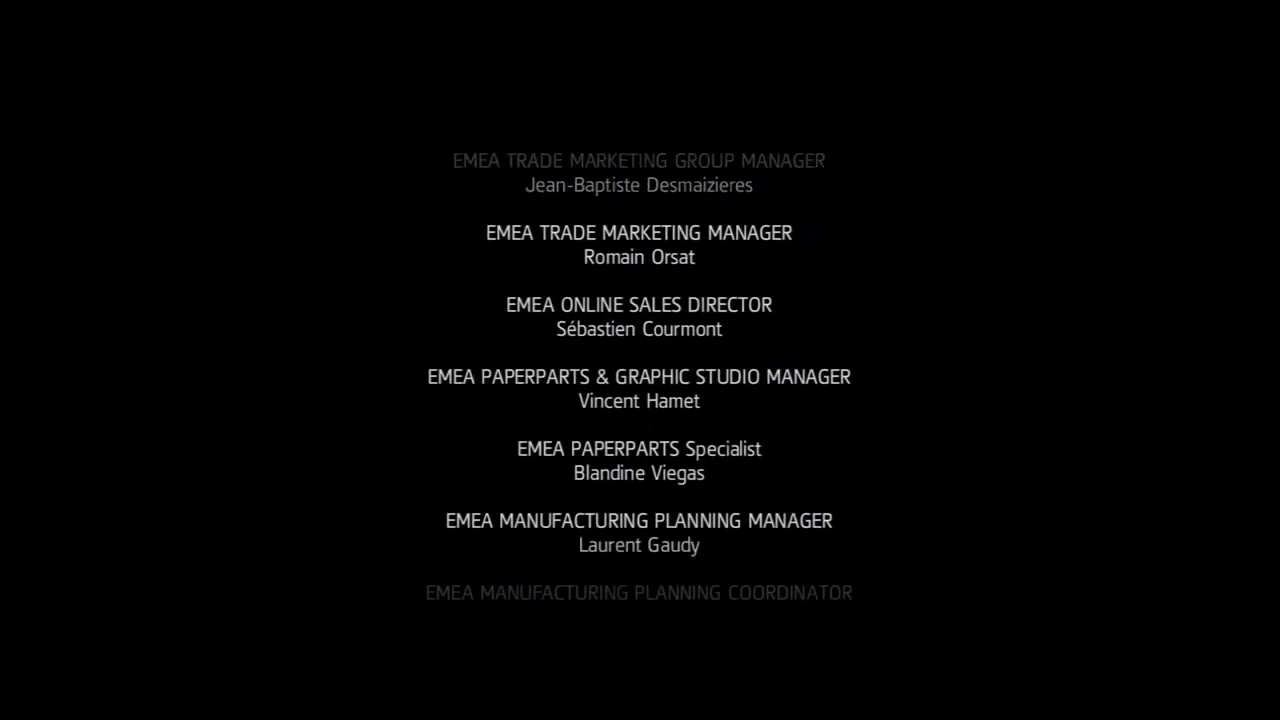 EMEA TRADE MARKETING GROUP MANAGER
Jean-Baptiste Desmaizieres
EMEA TRADE MARKETING MANAGER
Romain Orsat
EMEA ONLINE SALES DIRECTOR
Sébastien Courmont
EMEA PAPERPARTS & GRAPHIC STUDIO MANAGER
Vincent Hamet
EMEA PAPERPARTS Specialist
Blandine Viegas
EMEA MANUFACTURING PLANNING MANAGER
Laurent Gaudy
EMEA MANUFACTURING PLANNING COORDINATOR